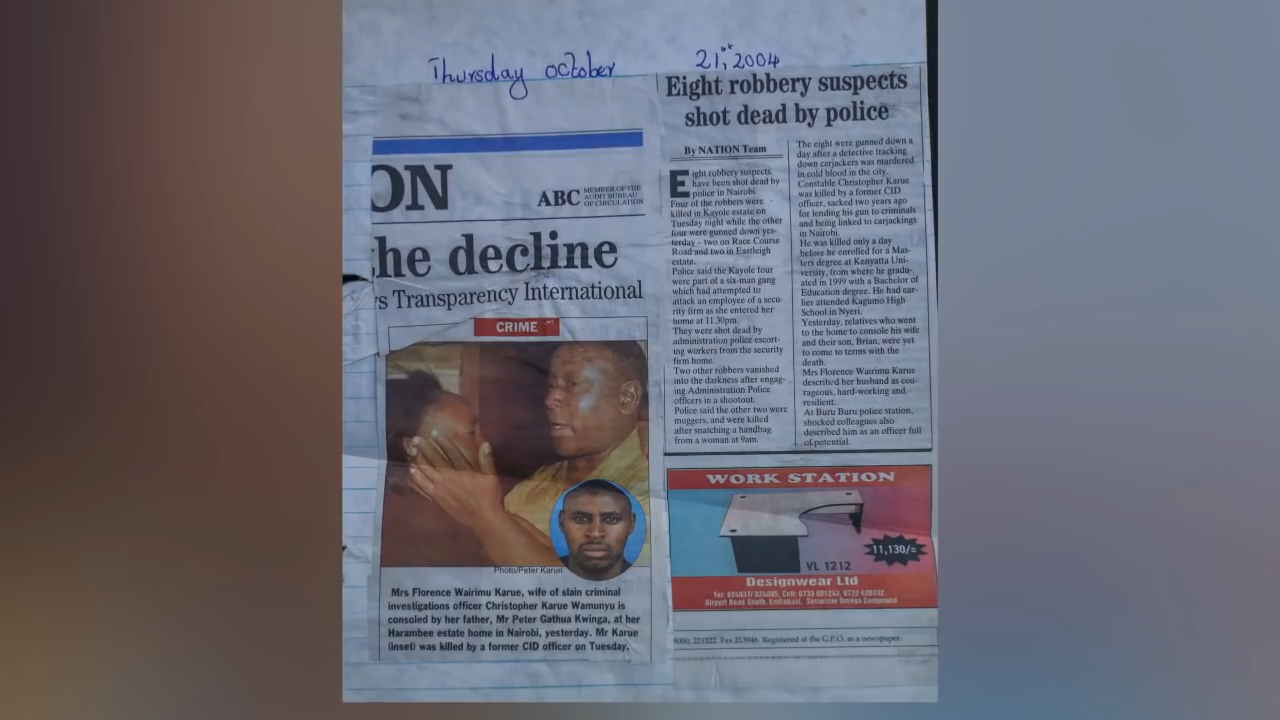 Thursday October 21st, 2004
ON
ABC MEMBER OF THE
AUDIT BUREAU
OF CIRCULATION
the decline
s Transparency International
CRIME
Photo/Peter Karuri
Mrs Florence Wairimu Karue, wife of slain criminal
investigations officer Christopher Karue Wamunyu is
consoled by her father, Mr Peter Gathua Kwinga, at her
Harambee estate home in Nairobi, yesterday. Mr Karue
(inset) was killed by a former CID officer on Tuesday.
Eight robbery suspects
shot dead by police
By NATION Team
Eight robbery suspects
have been shot dead by
police in Nairobi.
Four of the robbers were
killed in Kayole estate on
Tuesday night while the other
four were gunned down yes-
terday – two on Race Course
Road and two in Eastleigh
estate.
Police said the Kayole four
were part of a six-man gang
which had attempted to
attack an employee of a secu-
rity firm as she entered her
home at 11.30pm.
They were shot dead by
administration police escort-
ing workers from the security
firm home.
Two other robbers vanished
into the darkness after engag-
ing Administration Police
officers in a shootout.
Police said the other two were
muggers, and were killed
after snatching a handbag
from a woman at 9am.
The eight were gunned down a
day after a detective tracking
down carjackers was murdered
in cold blood in the city.
Constable Christopher Karue
was killed by a former CID
officer, sacked two years ago
for lending his gun to criminals
and being linked to carjackings
in Nairobi.
He was killed only a day
before he enrolled for a Mas-
ters degree at Kenyatta Uni-
versity, from where he gradu-
ated in 1999 with a Bachelor of
Education degree. He had ear-
lier attended Kagumo High
School in Nyeri.
Yesterday, relatives who went
to the home to console his wife
and their son, Brian, were yet
to come to terms with the
death.
Mrs Florence Wairimu Karue
described her husband as cou-
rageous, hard-working and
resilient.
At Buru Buru police station,
shocked colleagues also
described him as an officer full
of potential.
WORK STATION
11,130/=
VL 1212
Designwear Ltd
Tel: 824037/ 824095, Cell: 0733 601243, 0722 620332,
Airport Road South, Embakasi, Securicor Omega Compound
221222. Fax 213946. Registered at the G.P.O. as a newspaper.